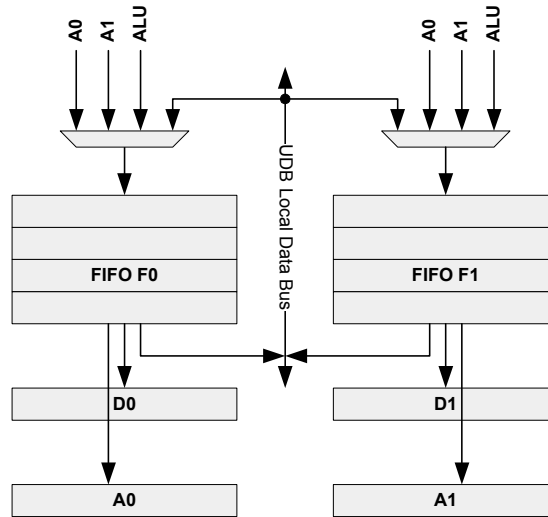 A0
A1
ALU
A0
A1
ALU
UDB Local Data Bus
FIFO F0
FIFO F1
D0
D1
A0
A1